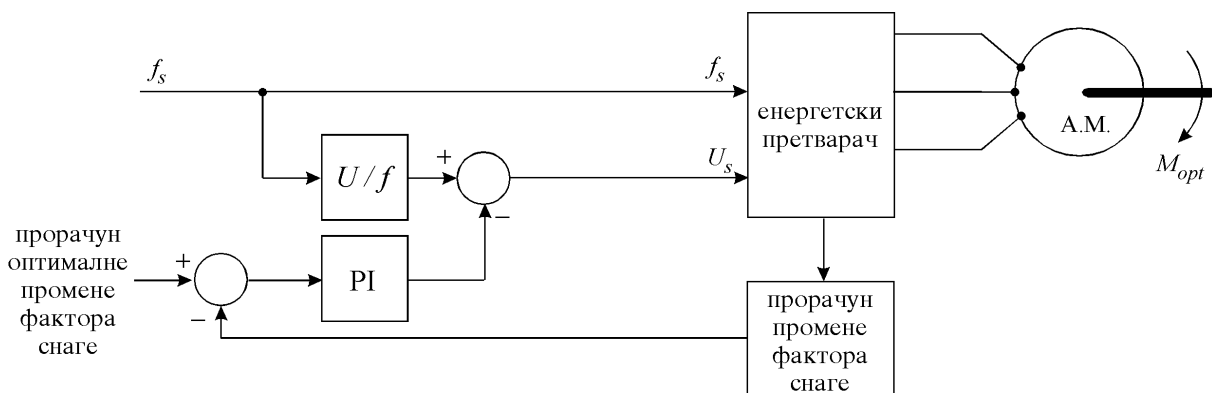 f_s
f_s
енергетски
претварач
А.М.
M_opt
U/f
+
U_s
−
прорачун
оптималне
промене
фактора
снаге
+
PI
−
прорачун
промене
фактора
снаге